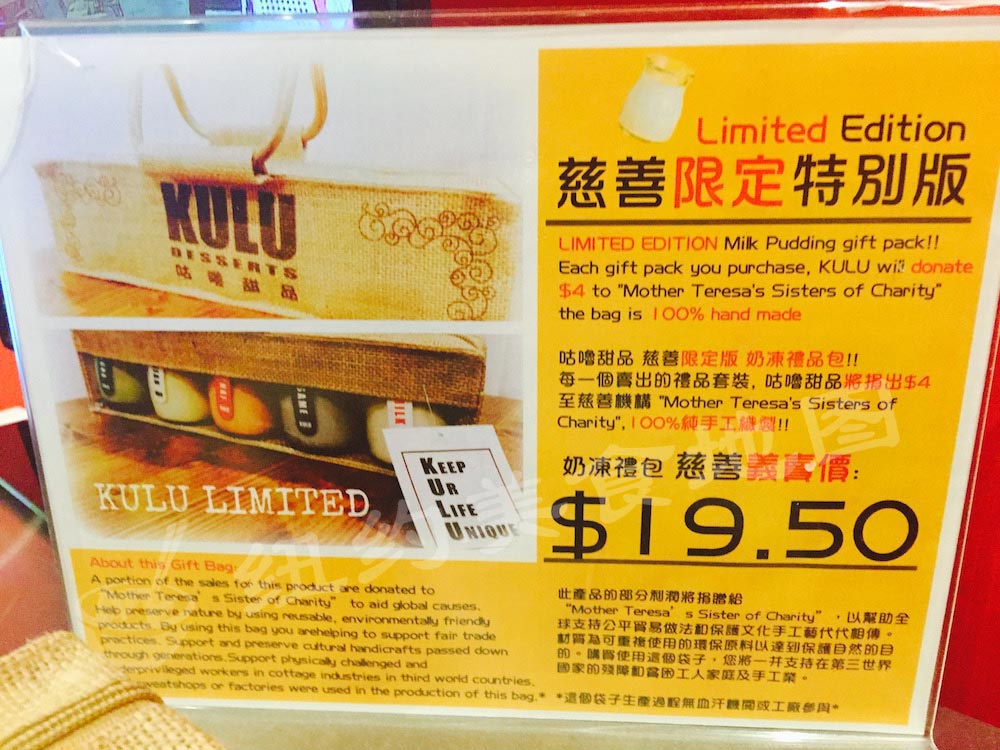 KULU
DESSERTS
咕嚕甜品
GAME
MILK
KEEP
UR
LIFE
UNIQUE
KULU LIMITED
About this Gift Bag:
A portion of the sales for this product are donated to
“Mother Teresa’s Sister of Charity” to aid global causes.
Help preserve nature by using reusable, environmentally friendly
products. By using this bag you arehelping to support fair trade
practices. Support and preserve cultural handicrafts passed down
through generations.Support physically challenged and
underprivileged workers in cottage industries in third world countries.
sweatshops or factories were used in the production of this bag.*
Limited Edition
慈善限定特別版
LIMITED EDITION Milk Pudding gift pack!!
Each gift pack you purchase, KULU will donate
$4 to "Mother Teresa's Sisters of Charity"
the bag is 100% hand made
咕嚕甜品 慈善限定版 奶凍禮品包!!
每一個賣出的禮品套裝, 咕嚕甜品將捐出$4
至慈善機構 "Mother Teresa's Sisters of
Charity", 100%純手工織製!!
奶凍禮包 慈善義賣價:
$19.50
此產品的部分利潤將捐贈給
“Mother Teresa’s Sister of Charity”，以幫助全
球支持公平貿易做法和保護文化手工藝代代相傳。
材質為可重複使用的環保原料以達到保護自然的目
的。購買使用這個袋子，您將一并支持在第三世界
國家的殘障和貧困工人家庭及手工業。
*這個袋子生產過程無血汗機關或工廠參與*
纽约美食地图